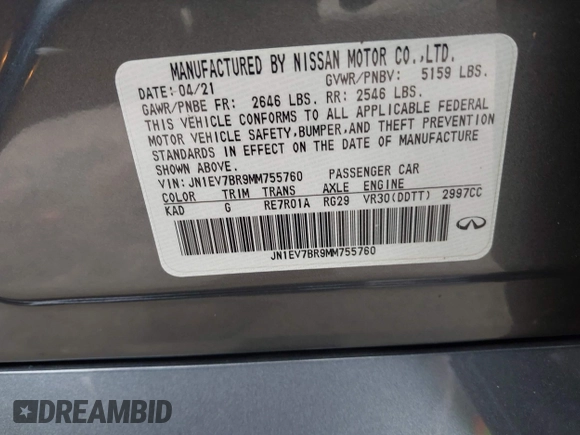 MANUFACTURED BY NISSAN MOTOR CO.,LTD.
DATE: 04/21 GVWR/PNBV: 5159 LBS.
GAWR/PNBE FR: 2646 LBS. RR: 2546 LBS.
THIS VEHICLE CONFORMS TO ALL APPLICABLE FEDERAL
MOTOR VEHICLE SAFETY,BUMPER,AND THEFT PREVENTION
STANDARDS IN EFFECT ON THE DATE OF MANUFACTURE
SHOWN ABOVE.
VIN: JN1EV7BR9MM755760 PASSENGER CAR
COLOR TRIM TRANS AXLE ENGINE
KAD G RE7R01A RG29 VR30(DDTT) 2997CC
JN1EV7BR9MM755760
DREAMBID